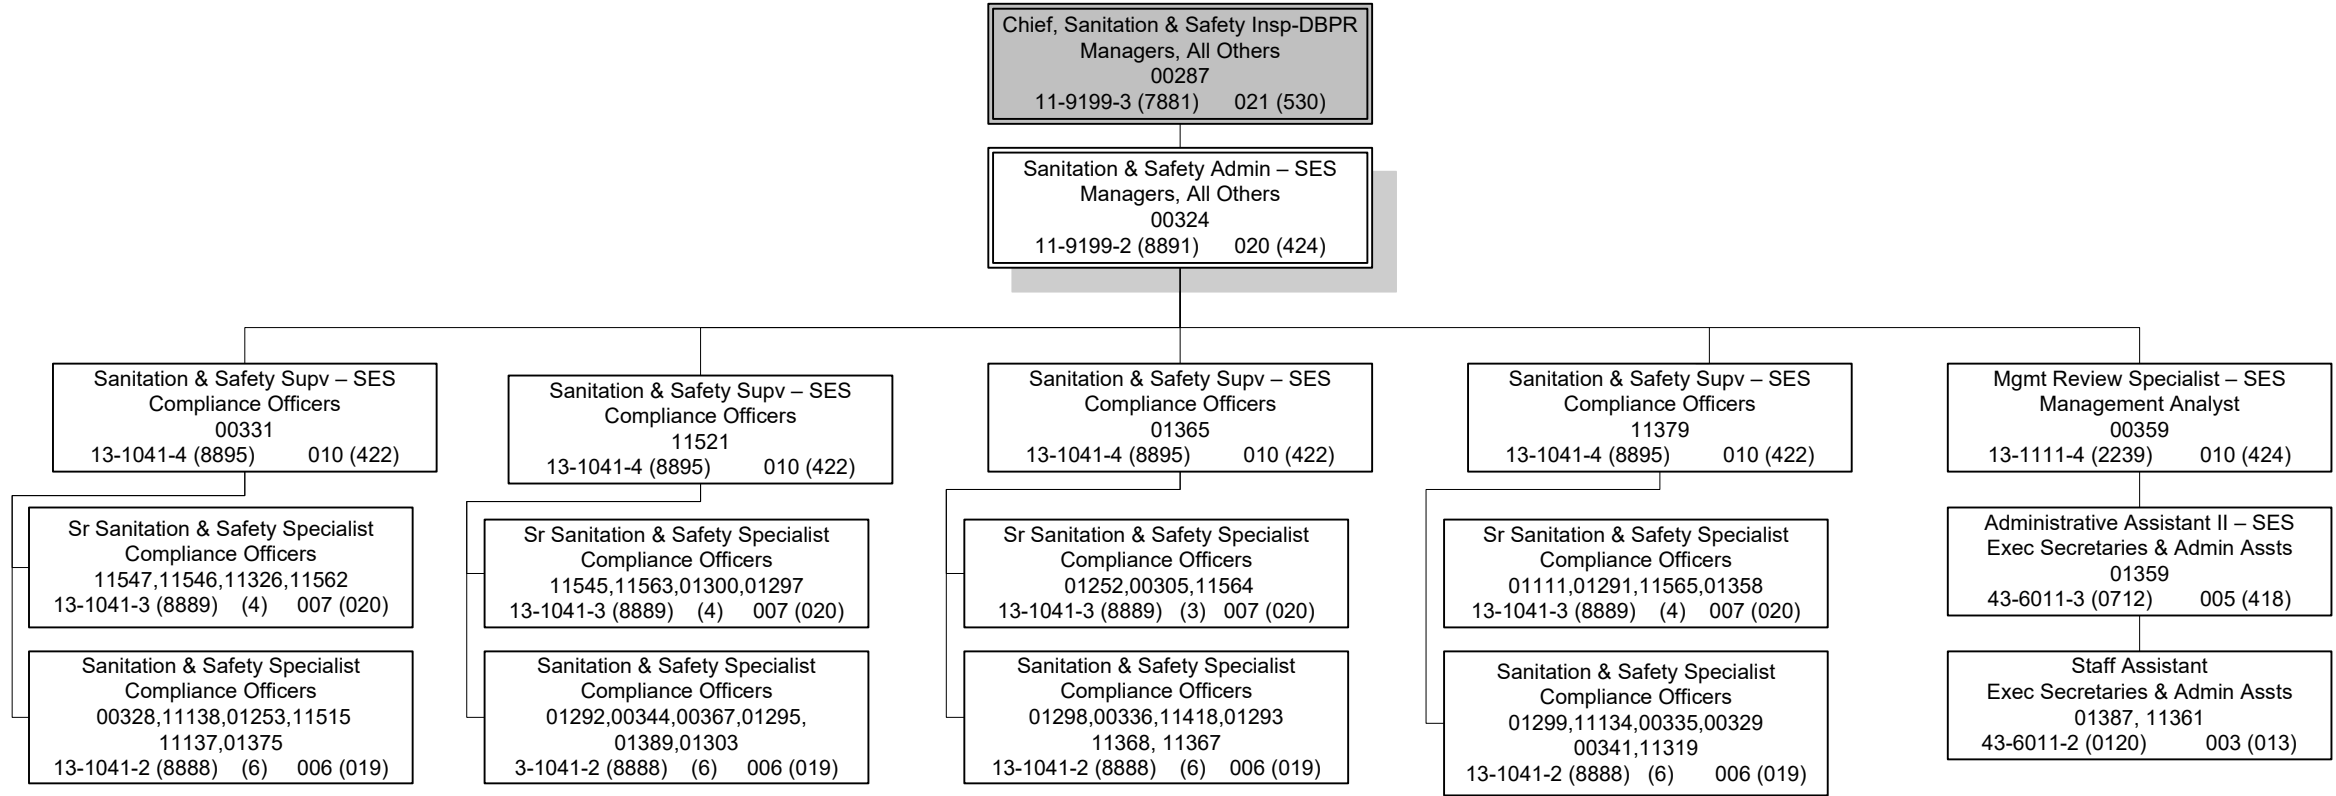 Chief, Sanitation & Safety Insp-DBPR
Managers, All Others
00287
11-9199-3 (7881) 021 (530)
Sanitation & Safety Admin – SES
Managers, All Others
00324
11-9199-2 (8891) 020 (424)
Sanitation & Safety Supv – SES
Compliance Officers
00331
13-1041-4 (8895) 010 (422)
Sr Sanitation & Safety Specialist
Compliance Officers
11547,11546,11326,11562
13-1041-3 (8889) (4) 007 (020)
Sanitation & Safety Specialist
Compliance Officers
00328,11138,01253,11515
11137,01375
13-1041-2 (8888) (6) 006 (019)
Sanitation & Safety Supv – SES
Compliance Officers
11521
13-1041-4 (8895) 010 (422)
Sr Sanitation & Safety Specialist
Compliance Officers
11545,11563,01300,01297
13-1041-3 (8889) (4) 007 (020)
Sanitation & Safety Specialist
Compliance Officers
01292,00344,00367,01295,
01389,01303
3-1041-2 (8888) (6) 006 (019)
Sanitation & Safety Supv – SES
Compliance Officers
01365
13-1041-4 (8895) 010 (422)
Sr Sanitation & Safety Specialist
Compliance Officers
01252,00305,11564
13-1041-3 (8889) (3) 007 (020)
Sanitation & Safety Specialist
Compliance Officers
01298,00336,11418,01293
11368, 11367
13-1041-2 (8888) (6) 006 (019)
Sanitation & Safety Supv – SES
Compliance Officers
11379
13-1041-4 (8895) 010 (422)
Sr Sanitation & Safety Specialist
Compliance Officers
01111,01291,11565,01358
13-1041-3 (8889) (4) 007 (020)
Sanitation & Safety Specialist
Compliance Officers
01299,11134,00335,00329
00341,11319
13-1041-2 (8888) (6) 006 (019)
Mgmt Review Specialist – SES
Management Analyst
00359
13-1111-4 (2239) 010 (424)
Administrative Assistant II – SES
Exec Secretaries & Admin Assts
01359
43-6011-3 (0712) 005 (418)
Staff Assistant
Exec Secretaries & Admin Assts
01387, 11361
43-6011-2 (0120) 003 (013)